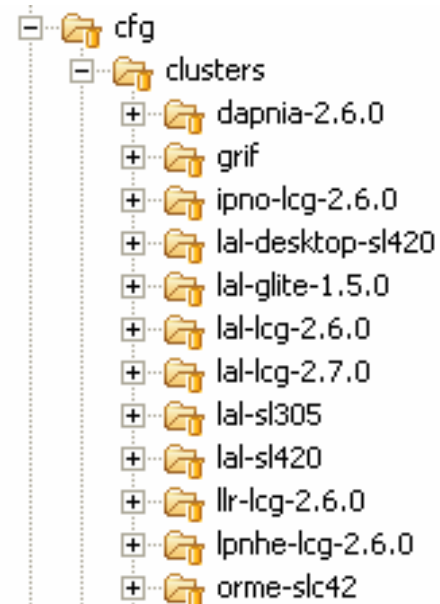 cfg
clusters
dapnia-2.6.0
grif
ipno-lcg-2.6.0
lal-desktop-sl420
lal-glite-1.5.0
lal-lcg-2.6.0
lal-lcg-2.7.0
lal-sl305
lal-sl420
llr-lcg-2.6.0
lpnhe-lcg-2.6.0
orme-slc42